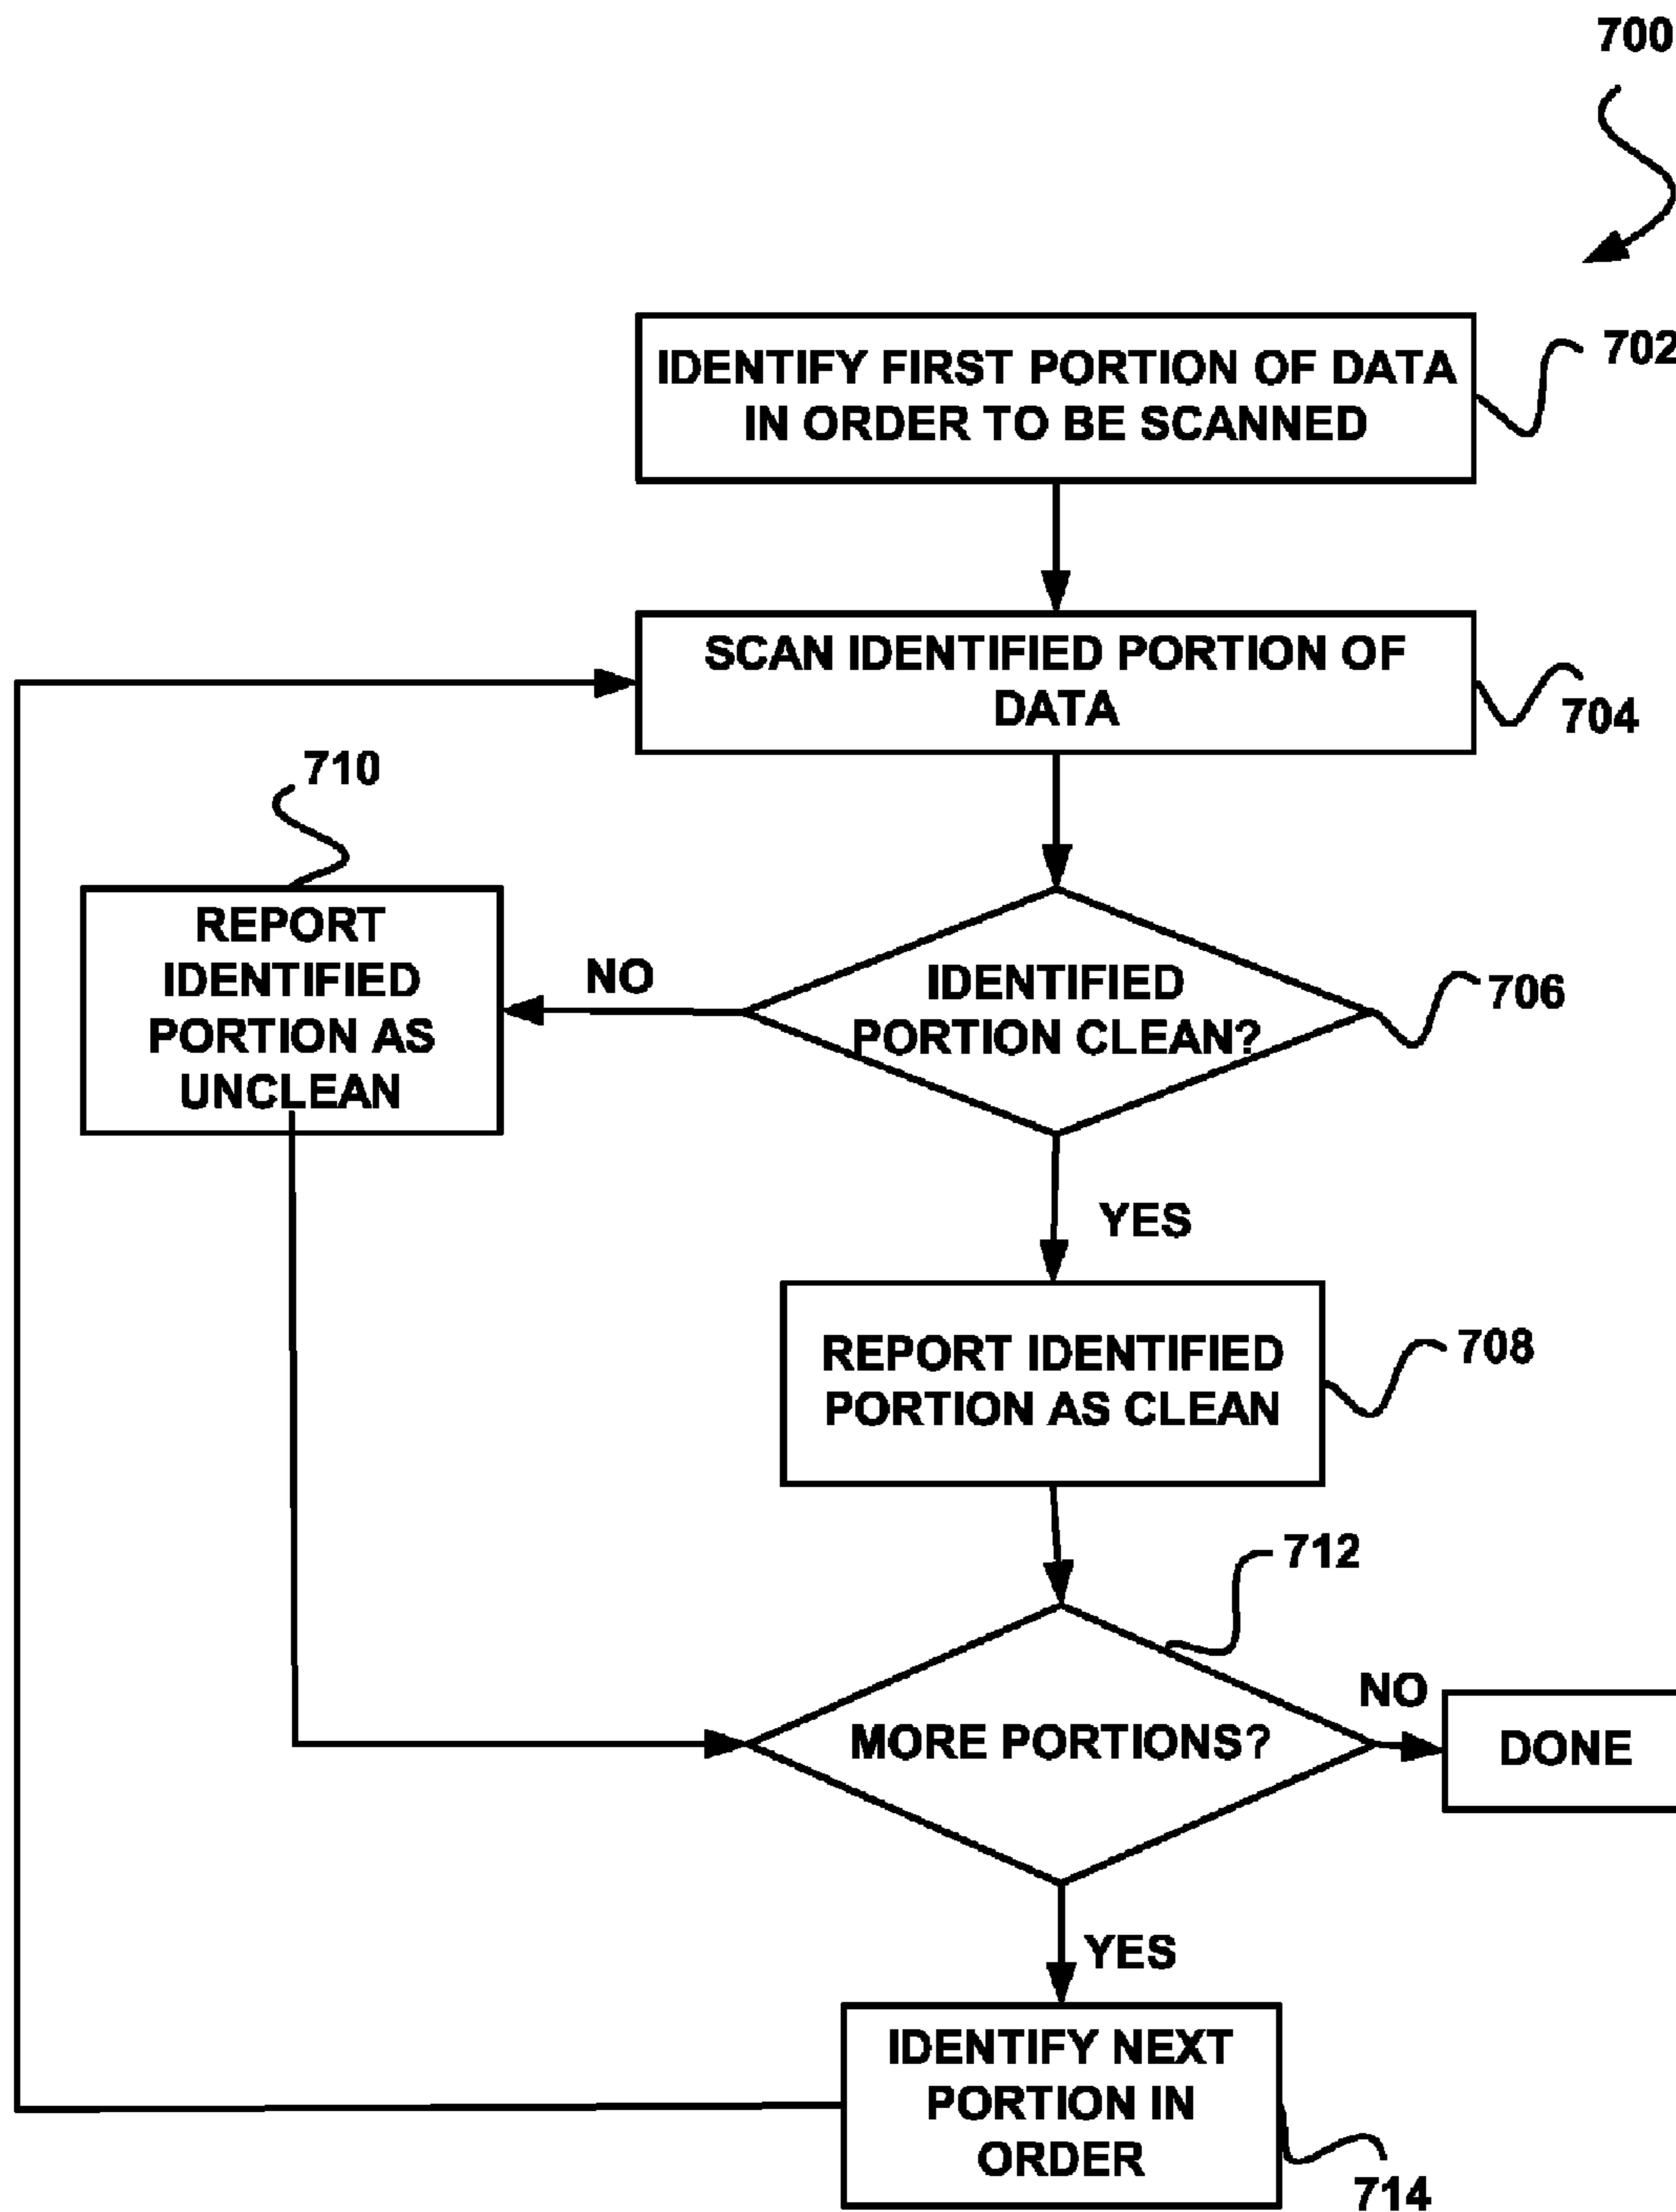 700
IDENTIFY FIRST PORTION OF DATA
IN ORDER TO BE SCANNED
702
SCAN IDENTIFIED PORTION OF
DATA
704
710
REPORT
IDENTIFIED
PORTION AS
UNCLEAN
NO
IDENTIFIED
PORTION CLEAN?
706
YES
REPORT IDENTIFIED
PORTION AS CLEAN
708
712
MORE PORTIONS?
NO
DONE
YES
IDENTIFY NEXT
PORTION IN
ORDER
714